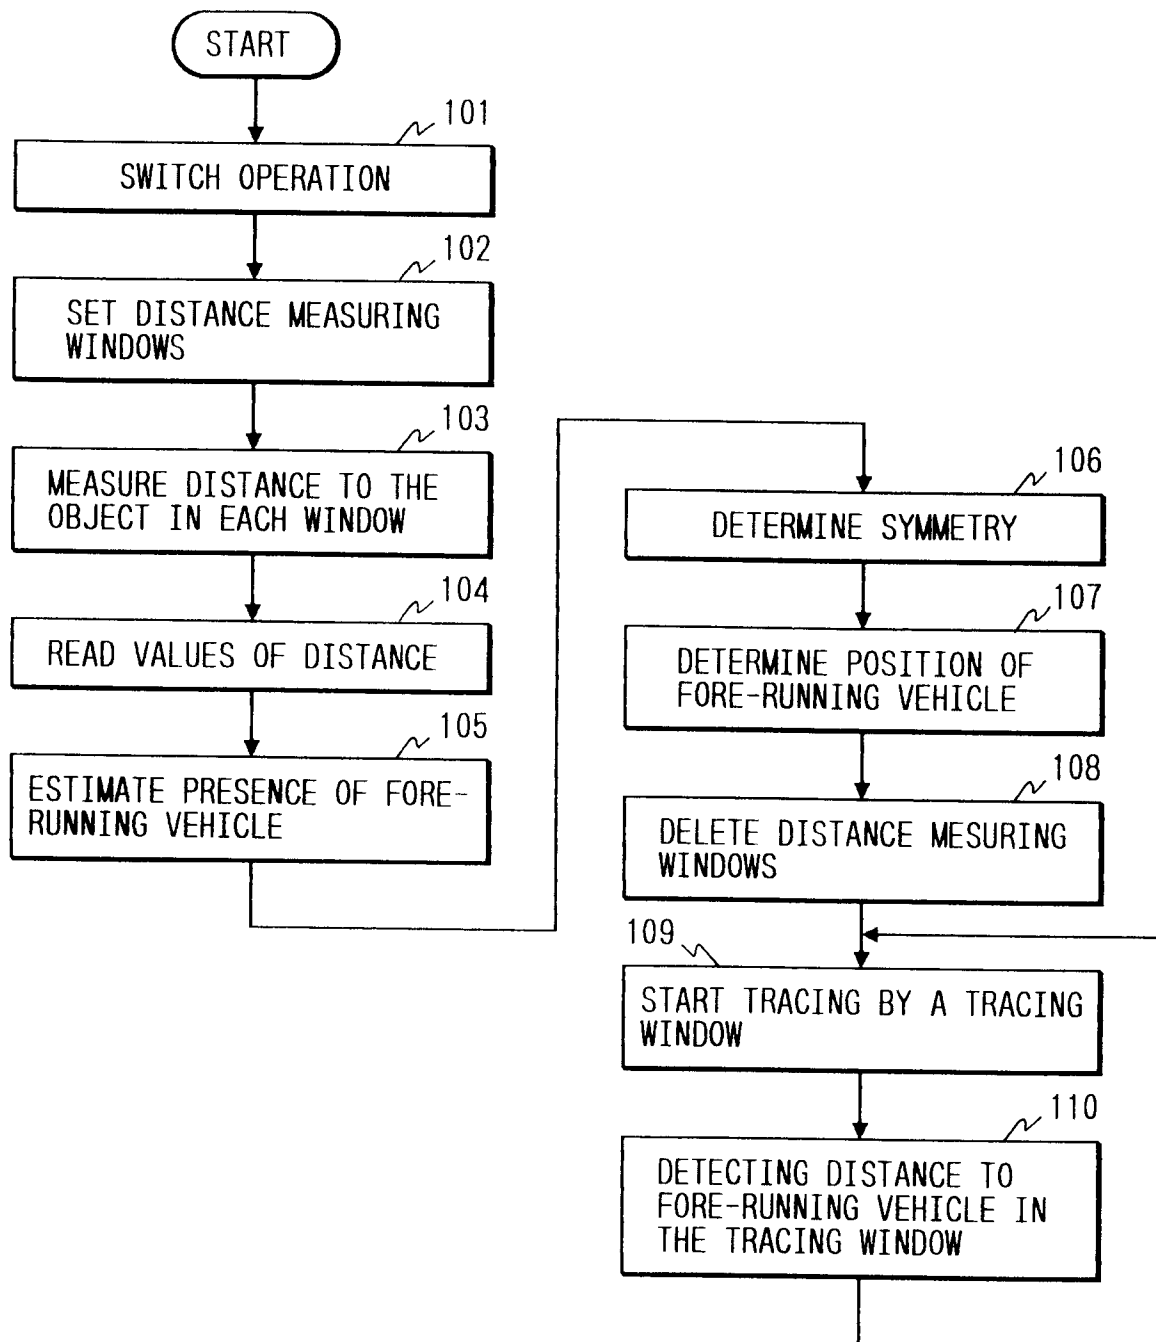 START
101
SWITCH OPERATION
102
SET DISTANCE MEASURING
WINDOWS
103
MEASURE DISTANCE TO THE
OBJECT IN EACH WINDOW
104
READ VALUES OF DISTANCE
105
ESTIMATE PRESENCE OF FORE-
RUNNING VEHICLE
106
DETERMINE SYMMETRY
107
DETERMINE POSITION OF
FORE-RUNNING VEHICLE
108
DELETE DISTANCE MESURING
WINDOWS
109
START TRACING BY A TRACING
WINDOW
110
DETECTING DISTANCE TO
FORE-RUNNING VEHICLE IN
THE TRACING WINDOW